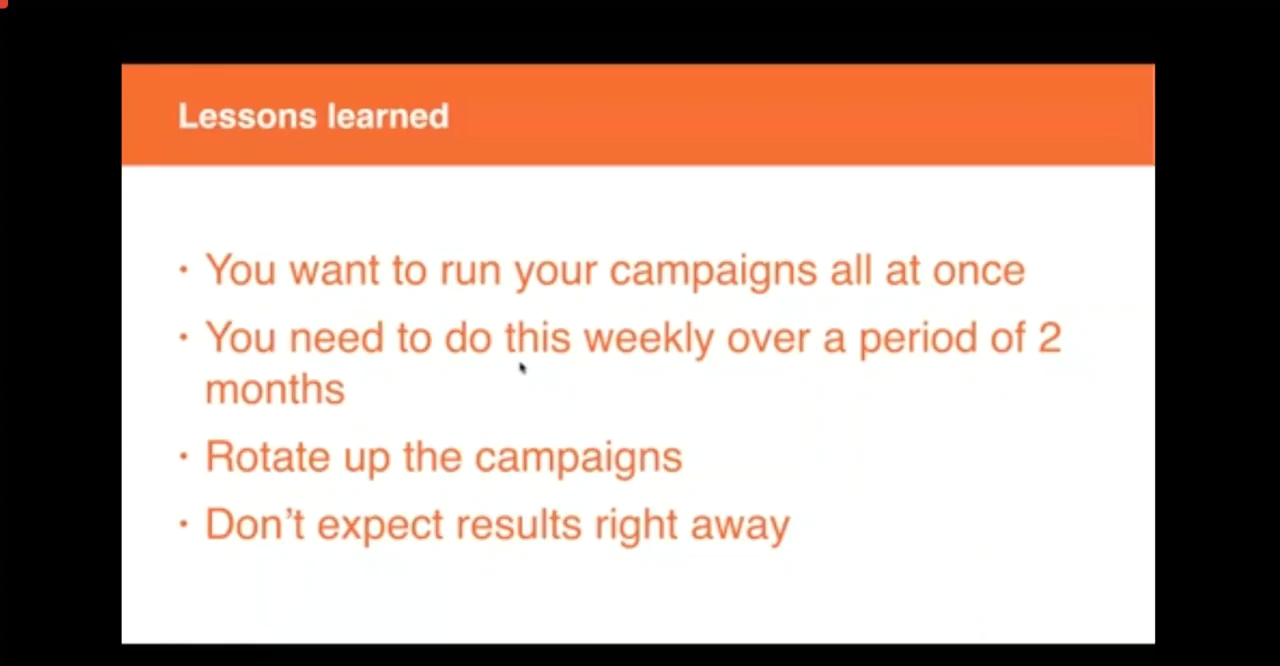 Lessons learned
· You want to run your campaigns all at once
· You need to do this weekly over a period of 2
months
· Rotate up the campaigns
· Don’t expect results right away